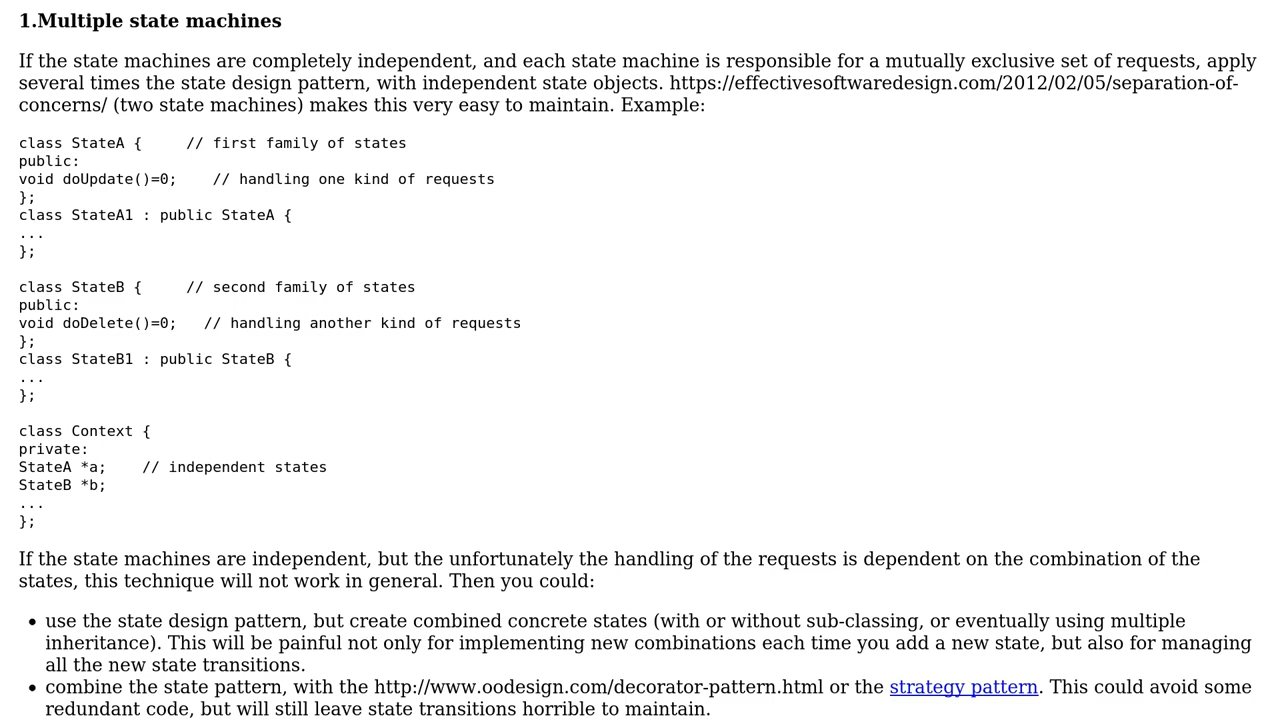 1.Multiple state machines
If the state machines are completely independent, and each state machine is responsible for a mutually exclusive set of requests, apply
several times the state design pattern, with independent state objects. https://effectivesoftwaredesign.com/2012/02/05/separation-of-
concerns/ (two state machines) makes this very easy to maintain. Example:
class StateA {     // first family of states
public:
void doUpdate()=0;    // handling one kind of requests
};
class StateA1 : public StateA {
...
};
class StateB {     // second family of states
public:
void doDelete()=0;   // handling another kind of requests
};
class StateB1 : public StateB {
...
};
class Context {
private:
StateA *a;    // independent states
StateB *b;
...
};
If the state machines are independent, but the unfortunately the handling of the requests is dependent on the combination of the
states, this technique will not work in general. Then you could:
• use the state design pattern, but create combined concrete states (with or without sub-classing, or eventually using multiple
inheritance). This will be painful not only for implementing new combinations each time you add a new state, but also for managing
all the new state transitions.
• combine the state pattern, with the http://www.oodesign.com/decorator-pattern.html or the strategy pattern. This could avoid some
redundant code, but will still leave state transitions horrible to maintain.